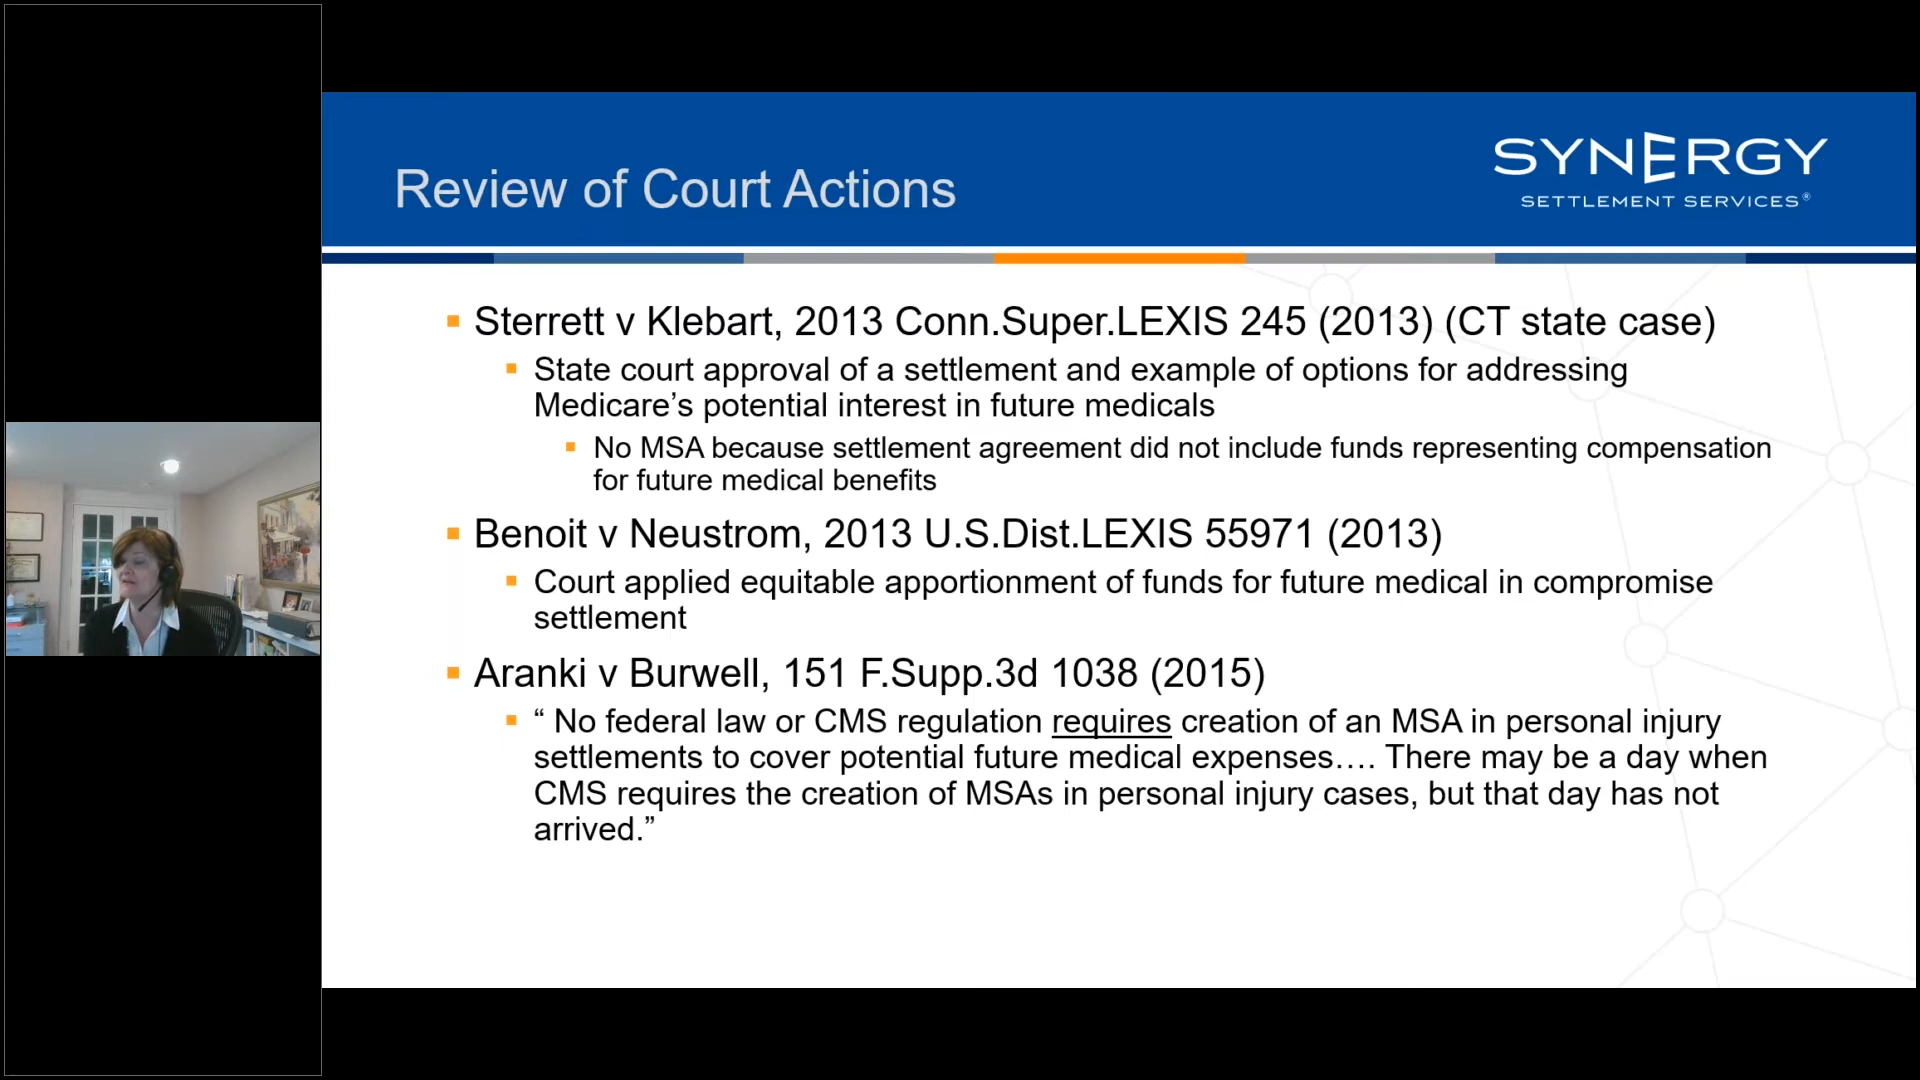 Review of Court Actions
SYNERGY
SETTLEMENT SERVICES®
Sterrett v Klebart, 2013 Conn.Super.LEXIS 245 (2013) (CT state case)
State court approval of a settlement and example of options for addressing
Medicare’s potential interest in future medicals
No MSA because settlement agreement did not include funds representing compensation
for future medical benefits
Benoit v Neustrom, 2013 U.S.Dist.LEXIS 55971 (2013)
Court applied equitable apportionment of funds for future medical in compromise
settlement
Aranki v Burwell, 151 F.Supp.3d 1038 (2015)
“ No federal law or CMS regulation requires creation of an MSA in personal injury
settlements to cover potential future medical expenses…. There may be a day when
CMS requires the creation of MSAs in personal injury cases, but that day has not
arrived.”